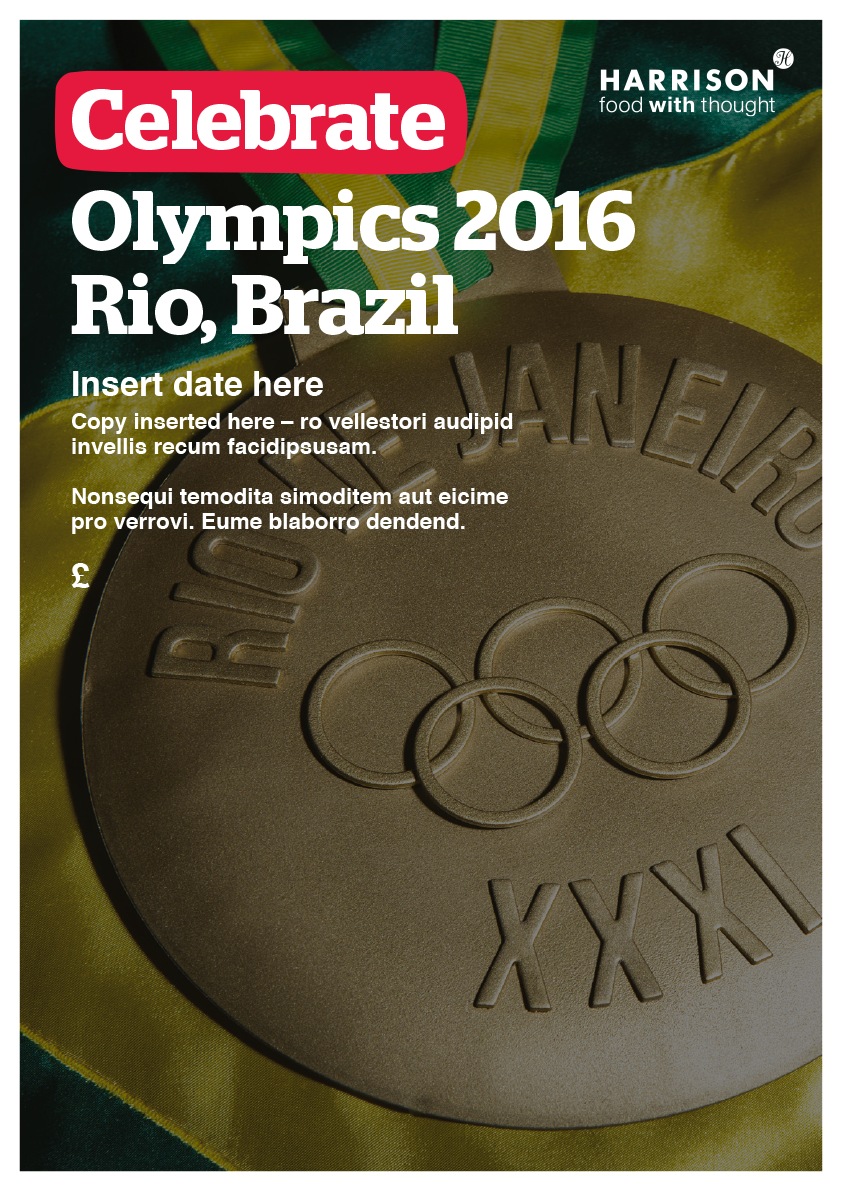 H
HARRISON
food with thought
Celebrate
Olympics 2016
Rio, Brazil
Insert date here
Copy inserted here – ro vellestori audipid
invellis recum facidipsusam.
Nonsequi temodita simoditem aut eicime
pro verrovi. Eume blaborro dendend.
£
RIO DE JANEIRO
XXXI